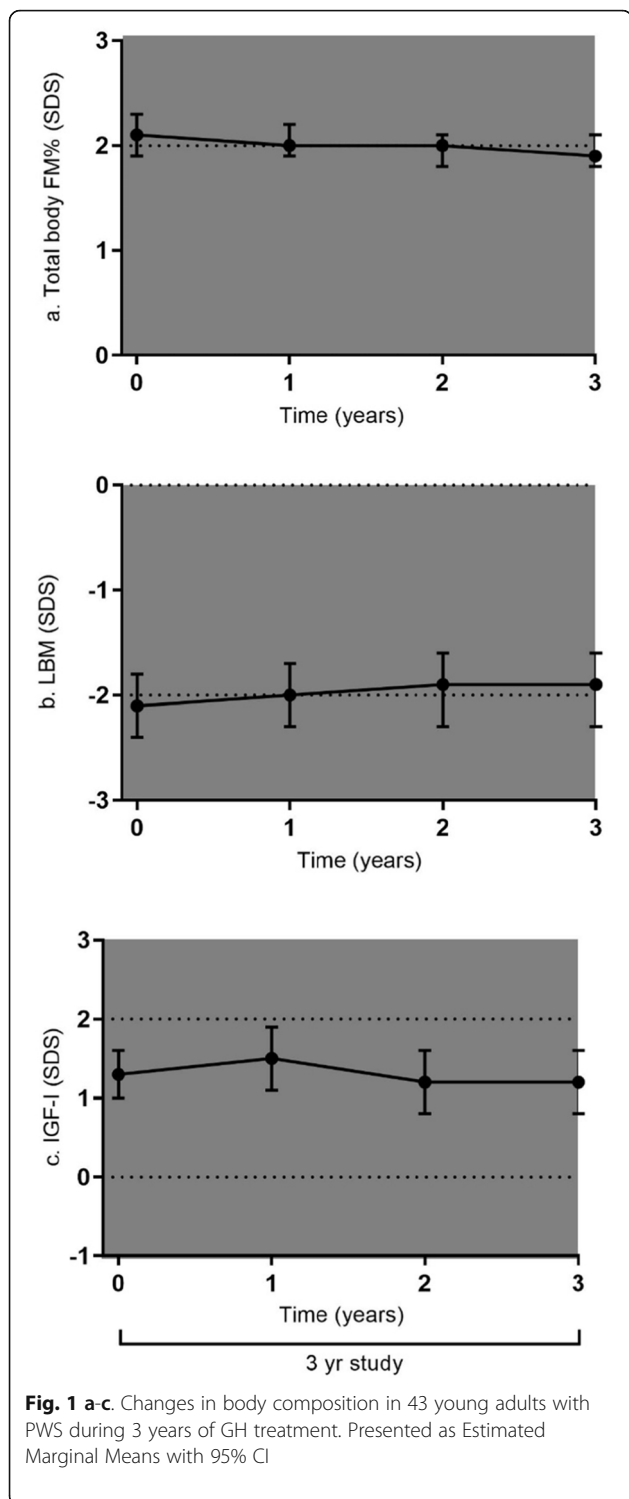 3
2
1
0
a. Total body FM% (SDS)
0 1 2 3
Time (years)
0
-1
-2
-3
b. LBM (SDS)
0 1 2 3
Time (years)
3
2
1
0
-1
c. IGF-I (SDS)
0 1 2 3
Time (years)
3 yr study
Fig. 1 a-c. Changes in body composition in 43 young adults with
PWS during 3 years of GH treatment. Presented as Estimated
Marginal Means with 95% CI